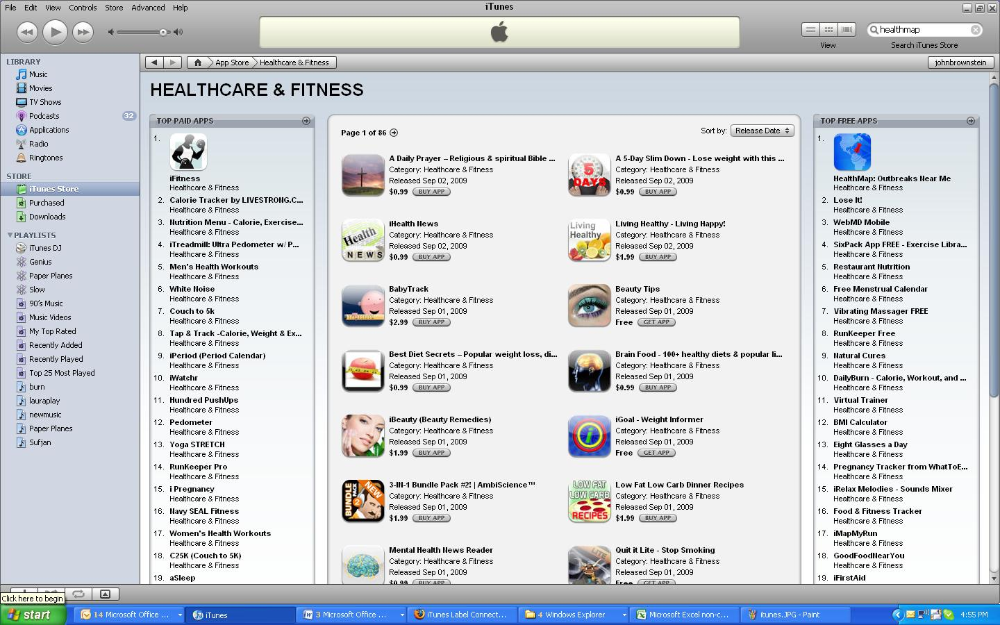 iTunes
File Edit View Controls Store Advanced Help
healthmap
View
Search iTunes Store
LIBRARY
Music
Movies
TV Shows
Podcasts 32
Applications
Radio
Ringtones
STORE
iTunes Store
Purchased
Downloads
PLAYLISTS
iTunes DJ
Genius
Paper Planes
Slow
90's Music
Music Videos
My Top Rated
Recently Added
Recently Played
Top 25 Most Played
burn
lauraplay
newmusic
Paper Planes
Sufjan
App Store Healthcare & Fitness
johnbrownstein
HEALTHCARE & FITNESS
TOP PAID APPS
1.
iFitness
Healthcare & Fitness
2. Calorie Tracker by LIVESTRONG.C...
Healthcare & Fitness
3. Nutrition Menu - Calorie, Exercise...
Healthcare & Fitness
4. iTreadmill: Ultra Pedometer w/ P...
Healthcare & Fitness
5. Men's Health Workouts
Healthcare & Fitness
6. White Noise
Healthcare & Fitness
7. Couch to 5k
Healthcare & Fitness
8. Tap & Track -Calorie, Weight & Ex...
Healthcare & Fitness
9. iPeriod (Period Calendar)
Healthcare & Fitness
10. iWatchr
Healthcare & Fitness
11. Hundred PushUps
Healthcare & Fitness
12. Pedometer
Healthcare & Fitness
13. Yoga STRETCH
Healthcare & Fitness
14. RunKeeper Pro
Healthcare & Fitness
15. i Pregnancy
Healthcare & Fitness
16. Navy SEAL Fitness
Healthcare & Fitness
17. Women's Health Workouts
Healthcare & Fitness
18. C25K (Couch to 5K)
Healthcare & Fitness
19. aSleep
Page 1 of 86
Sort by: Release Date
A Daily Prayer – Religious & spiritual Bible ...
Category: Healthcare & Fitness
Released Sep 02, 2009
$0.99 BUY APP
5
DAYS
A 5-Day Slim Down - Lose weight with this ...
Category: Healthcare & Fitness
Released Sep 02, 2009
$0.99 BUY APP
Health
NEWS
iHealth News
Category: Healthcare & Fitness
Released Sep 02, 2009
$0.99 BUY APP
Living
Healthy
Living Healthy - Living Happy!
Category: Healthcare & Fitness
Released Sep 02, 2009
$1.99 BUY APP
BabyTrack
Category: Healthcare & Fitness
Released Sep 01, 2009
$2.99 BUY APP
Beauty Tips
Category: Healthcare & Fitness
Released Sep 01, 2009
Free GET APP
Best Diet Secrets – Popular weight loss, di...
Category: Healthcare & Fitness
Released Sep 01, 2009
$0.99 BUY APP
Brain Food - 100+ healthy diets & popular li...
Category: Healthcare & Fitness
Released Sep 01, 2009
$0.99 BUY APP
iBeauty (Beauty Remedies)
Category: Healthcare & Fitness
Released Sep 01, 2009
$1.99 BUY APP
i
iGoal - Weight Informer
Category: Healthcare & Fitness
Released Sep 01, 2009
Free GET APP
BUNDLE
PACK
2
NEW
3-IN-1 Bundle Pack #2! | AmbiScience™
Category: Healthcare & Fitness
Released Sep 01, 2009
$1.99 BUY APP
LOW FAT
LOW CARB
RECIPES
Low Fat Low Carb Dinner Recipes
Category: Healthcare & Fitness
Released Sep 01, 2009
$1.99 BUY APP
Mental Health News Reader
Category: Healthcare & Fitness
Released Sep 01, 2009
$0.99 BUY APP
LITE
Quit it Lite - Stop Smoking
Category: Healthcare & Fitness
Released Sep 01, 2009
Free GET APP
TOP FREE APPS
1.
HealthMap: Outbreaks Near Me
Healthcare & Fitness
2. Lose It!
Healthcare & Fitness
3. WebMD Mobile
Healthcare & Fitness
4. SixPack App FREE - Exercise Libra...
Healthcare & Fitness
5. Restaurant Nutrition
Healthcare & Fitness
6. Free Menstrual Calendar
Healthcare & Fitness
7. Vibrating Massager FREE
Healthcare & Fitness
8. RunKeeper Free
Healthcare & Fitness
9. Natural Cures
Healthcare & Fitness
10. DailyBurn - Calorie, Workout, and ...
Healthcare & Fitness
11. Virtual Trainer
Healthcare & Fitness
12. BMI Calculator
Healthcare & Fitness
13. Eight Glasses a Day
Healthcare & Fitness
14. Pregnancy Tracker from WhatToE...
Healthcare & Fitness
15. iRelax Melodies - Sounds Mixer
Healthcare & Fitness
16. Food & Fitness Tracker
Healthcare & Fitness
17. iMapMyRun
Healthcare & Fitness
18. GoodFoodNearYou
Healthcare & Fitness
19. iFirstAid
Click here to begin
start
14 Microsoft Office ...
iTunes
3 Microsoft Office ...
iTunes Label Connect...
4 Windows Explorer
Microsoft Excel non-c...
itunes.JPG - Paint
4:55 PM